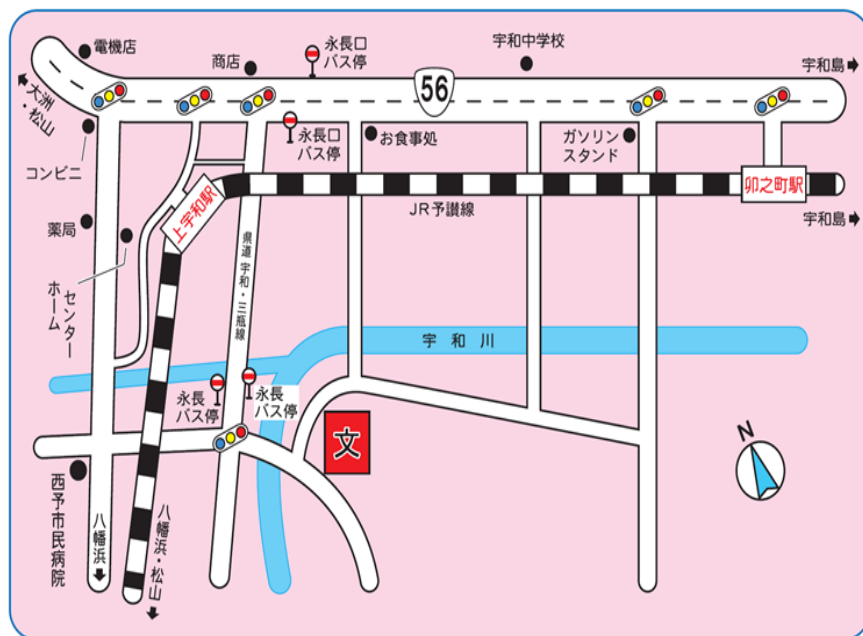 電機店
商店
永長口
バス停
宇和中学校
宇和島
大洲
・松山
56
コンビニ
永長口
バス停
お食事処
ガソリン
スタンド
上宇和駅
卯之町駅
JR予讃線
宇和島
薬局
ホーム
センター
県道 宇和・三瓶線
宇和川
永長
バス停
永長
バス停
文
N
西予市民病院
八幡浜
八幡浜・松山